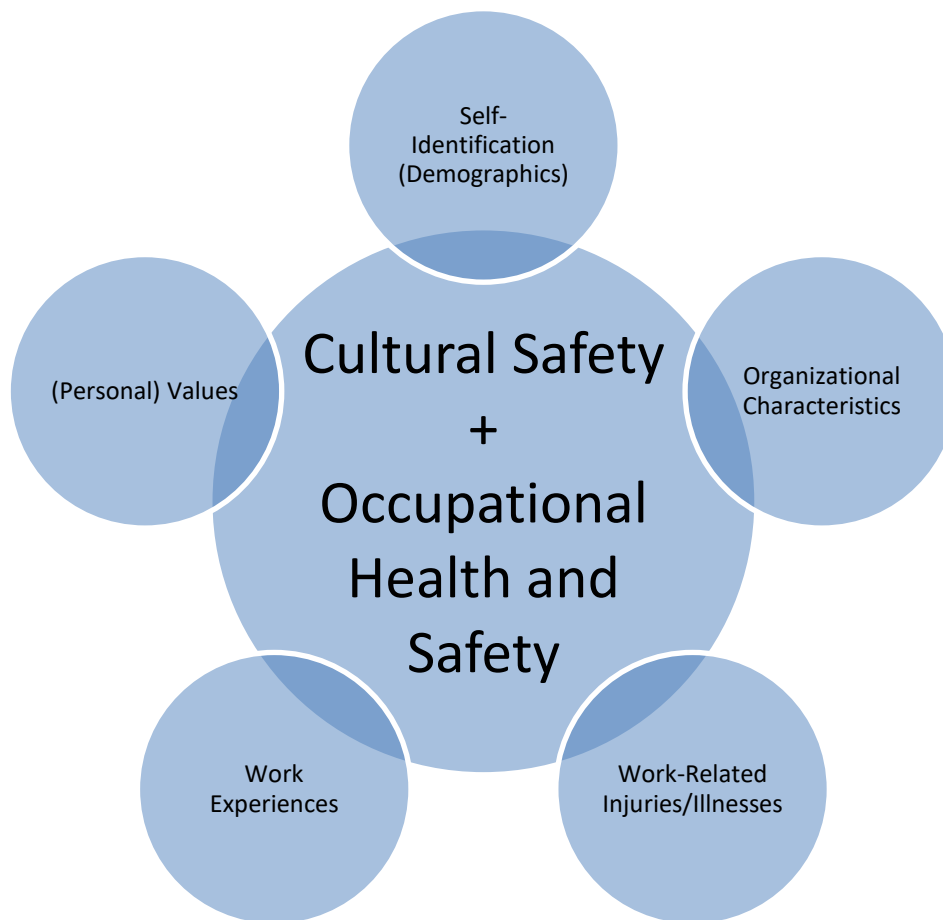 Self-
Identification
(Demographics)
Cultural Safety
+
Occupational
Health and
Safety
Organizational
Characteristics
Work-Related
Injuries/Illnesses
Work
Experiences
(Personal) Values